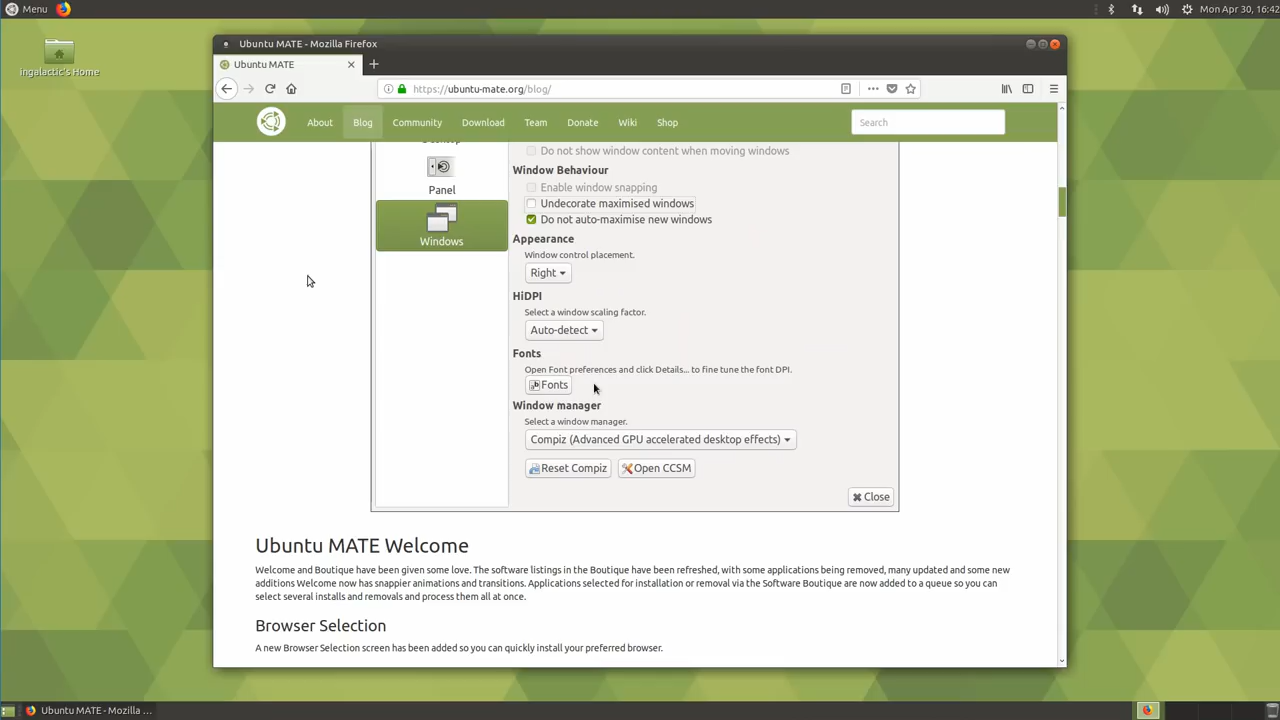 Menu
Mon Apr 30, 16:42
ingalactic's Home
Ubuntu MATE - Mozilla Firefox
Ubuntu MATE
https://ubuntu-mate.org/blog/
About
Blog
Community
Download
Team
Donate
Wiki
Shop
Search
Do not show window content when moving windows
Window Behaviour
Panel
Enable window snapping
Undecorate maximised windows
Do not auto-maximise new windows
Windows
Appearance
Window control placement.
Right
HiDPI
Select a window scaling factor.
Auto-detect
Fonts
Open Font preferences and click Details... to fine tune the font DPI.
Fonts
Window manager
Select a window manager.
Compiz (Advanced GPU accelerated desktop effects)
Reset Compiz
Open CCSM
Close
Ubuntu MATE Welcome
Welcome and Boutique have been given some love. The software listings in the Boutique have been refreshed, with some applications being removed, many updated and some new
additions Welcome now has snappier animations and transitions. Applications selected for installation or removal via the Software Boutique are now added to a queue so you can
select several installs and removals and process them all at once.
Browser Selection
A new Browser Selection screen has been added so you can quickly install your preferred browser.
Ubuntu MATE - Mozilla ...